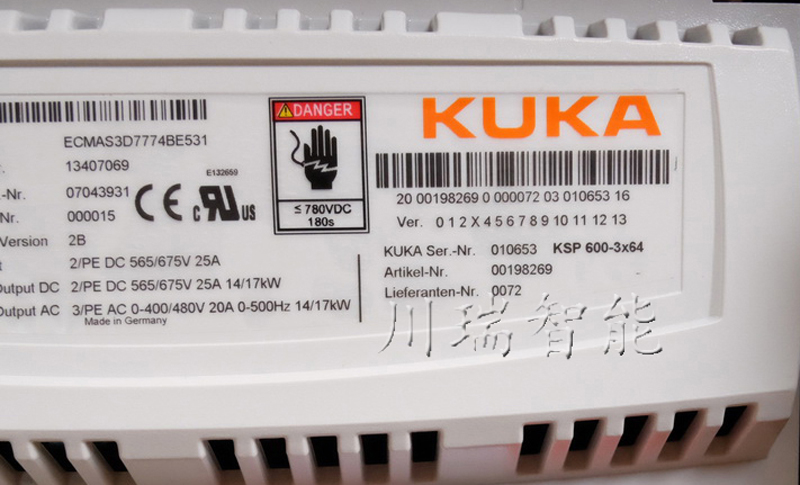 ECMAS3D7774BE531
r. 13407069
.-Nr. 07043931
Nr. 000015
Version 2B
t 2/PE DC 565/675V 25A
Output DC 2/PE DC 565/675V 25A 14/17kW
Output AC 3/PE AC 0-400/480V 20A 0-500Hz 14/17kW
Made in Germany
E132659
CE c RU US
DANGER
≤ 780VDC
180s
KUKA
20 00198269 0 000072 03 010653 16
Ver. 0 1 2 X 4 5 6 7 8 9 10 11 12 13
KUKA Ser.-Nr. 010653 KSP 600-3x64
Artikel-Nr. 00198269
Lieferanten-Nr. 0072
川瑞智能